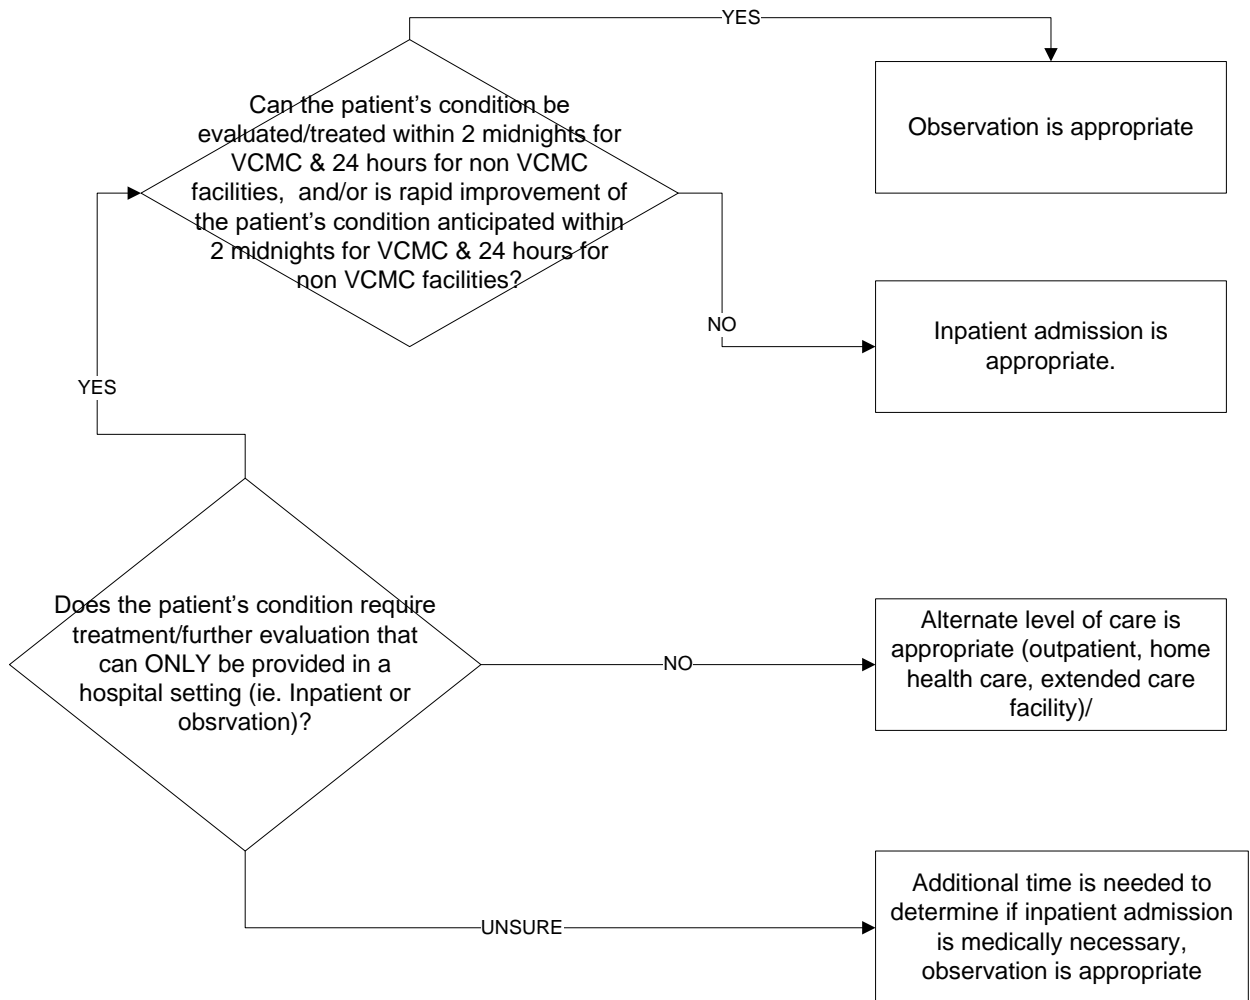 YES
Can the patient's condition be
evaluated/treated within 2 midnights for
VCMC & 24 hours for non VCMC
facilities,  and/or is rapid improvement of
the patient's condition anticipated within
2 midnights for VCMC & 24 hours for
non VCMC facilities?
Observation is appropriate
NO
Inpatient admission is
appropriate.
YES
Does the patient's condition require
treatment/further evaluation that
can ONLY be provided in a
hospital setting (ie. Inpatient or
obsrvation)?
NO
Alternate level of care is
appropriate (outpatient, home
health care, extended care
facility)/
UNSURE
Additional time is needed to
determine if inpatient admission
is medically necessary,
observation is appropriate